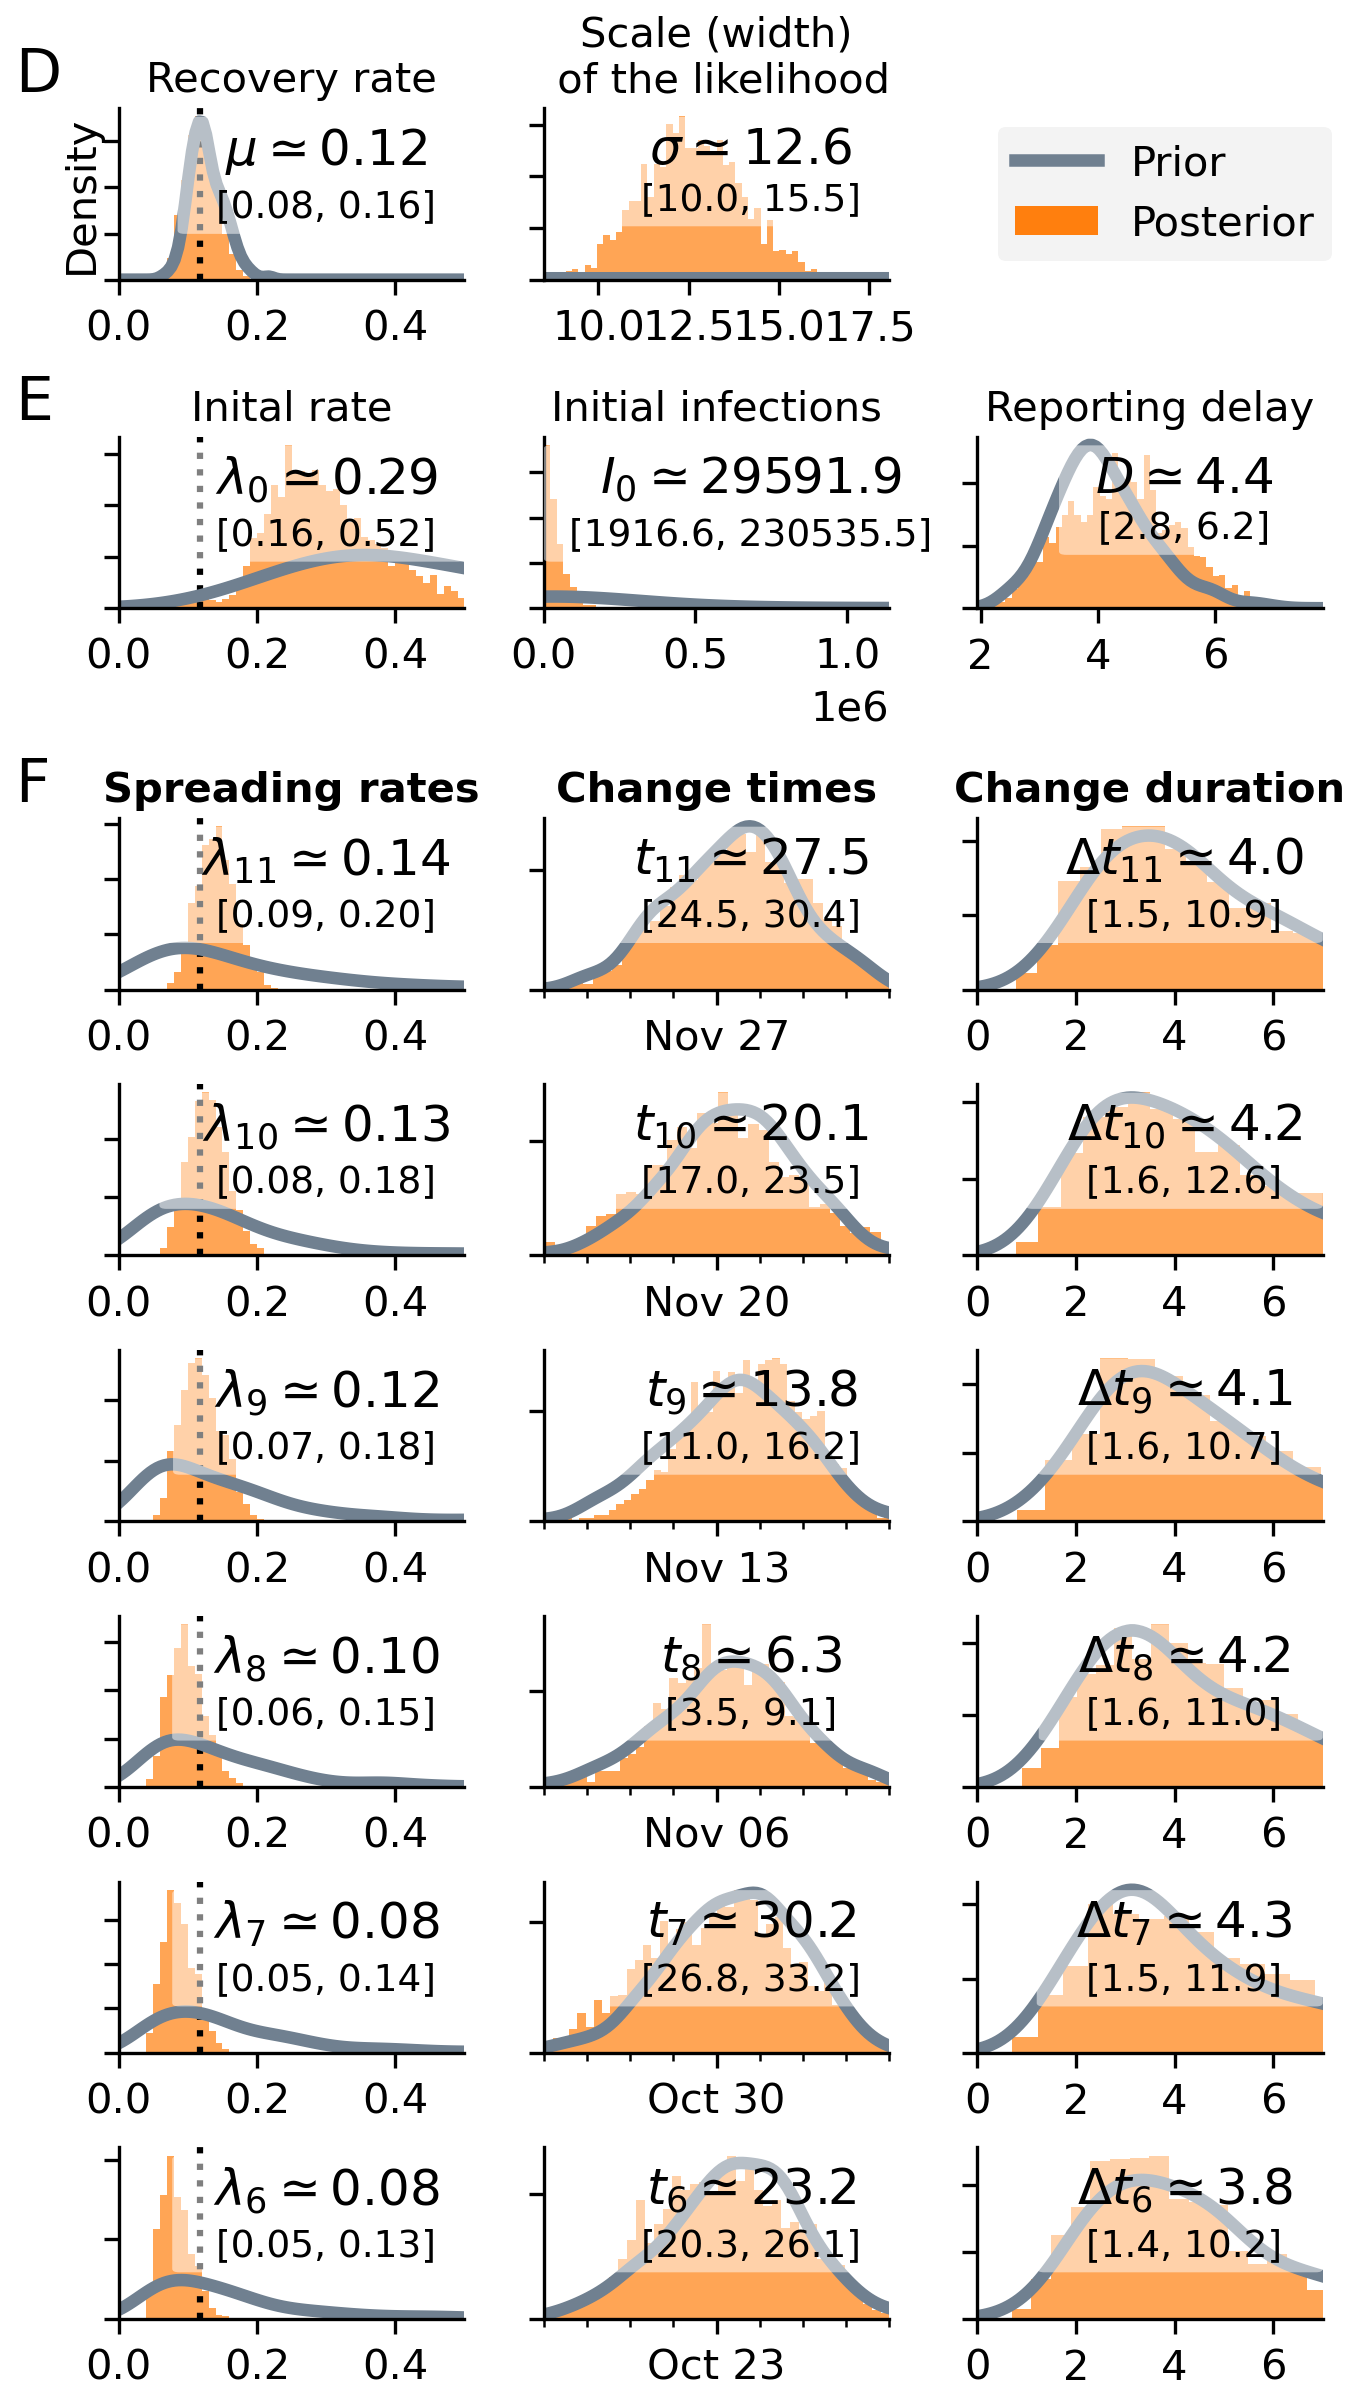 D
Recovery rate
Scale (width)
of the likelihood
Density
μ ≃ 0.12
[0.08, 0.16]
0.0 0.2 0.4
σ ≃ 12.6
[10.0, 15.5]
10.0 12.5 15.0 17.5
Prior
Posterior
E
Inital rate
λ0 ≃ 0.29
[0.16, 0.52]
0.0 0.2 0.4
Initial infections
I0 ≃ 29591.9
[1916.6, 230535.5]
0.0 0.5 1.0
1e6
Reporting delay
D ≃ 4.4
[2.8, 6.2]
2 4 6
F
Spreading rates
Change times
Change duration
λ11 ≃ 0.14
[0.09, 0.20]
0.0 0.2 0.4
t11 ≃ 27.5
[24.5, 30.4]
Nov 27
Δt11 ≃ 4.0
[1.5, 10.9]
0 2 4 6
λ10 ≃ 0.13
[0.08, 0.18]
0.0 0.2 0.4
t10 ≃ 20.1
[17.0, 23.5]
Nov 20
Δt10 ≃ 4.2
[1.6, 12.6]
0 2 4 6
λ9 ≃ 0.12
[0.07, 0.18]
0.0 0.2 0.4
t9 ≃ 13.8
[11.0, 16.2]
Nov 13
Δt9 ≃ 4.1
[1.6, 10.7]
0 2 4 6
λ8 ≃ 0.10
[0.06, 0.15]
0.0 0.2 0.4
t8 ≃ 6.3
[3.5, 9.1]
Nov 06
Δt8 ≃ 4.2
[1.6, 11.0]
0 2 4 6
λ7 ≃ 0.08
[0.05, 0.14]
0.0 0.2 0.4
t7 ≃ 30.2
[26.8, 33.2]
Oct 30
Δt7 ≃ 4.3
[1.5, 11.9]
0 2 4 6
λ6 ≃ 0.08
[0.05, 0.13]
0.0 0.2 0.4
t6 ≃ 23.2
[20.3, 26.1]
Oct 23
Δt6 ≃ 3.8
[1.4, 10.2]
0 2 4 6